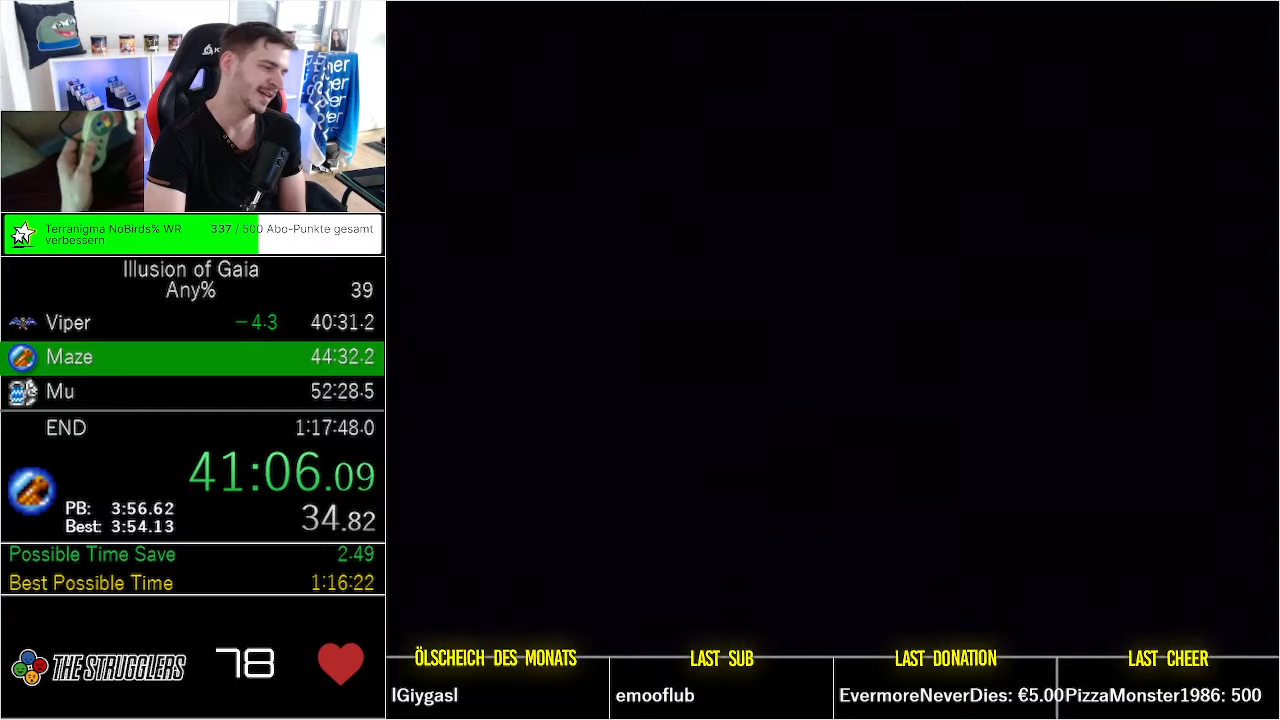 Terranigma NoBirds% WR verbessern
337 / 500 Abo-Punkte gesamt
Illusion of Gaia
Any% 39
Viper −4.3 40:31.2
Maze 44:32.2
Mu 52:28.5
END 1:17:48.0
41:06.09
PB: 3:56.62
Best: 3:54.13
34.82
Possible Time Save 2.49
Best Possible Time 1:16:22
THE STRUGGLERS 78
ÖLSCHEICH DES MONATS
lGiygasl
LAST SUB
emooflub
LAST DONATION
EvermoreNeverDies: €5.00
LAST CHEER
PizzaMonster1986: 500